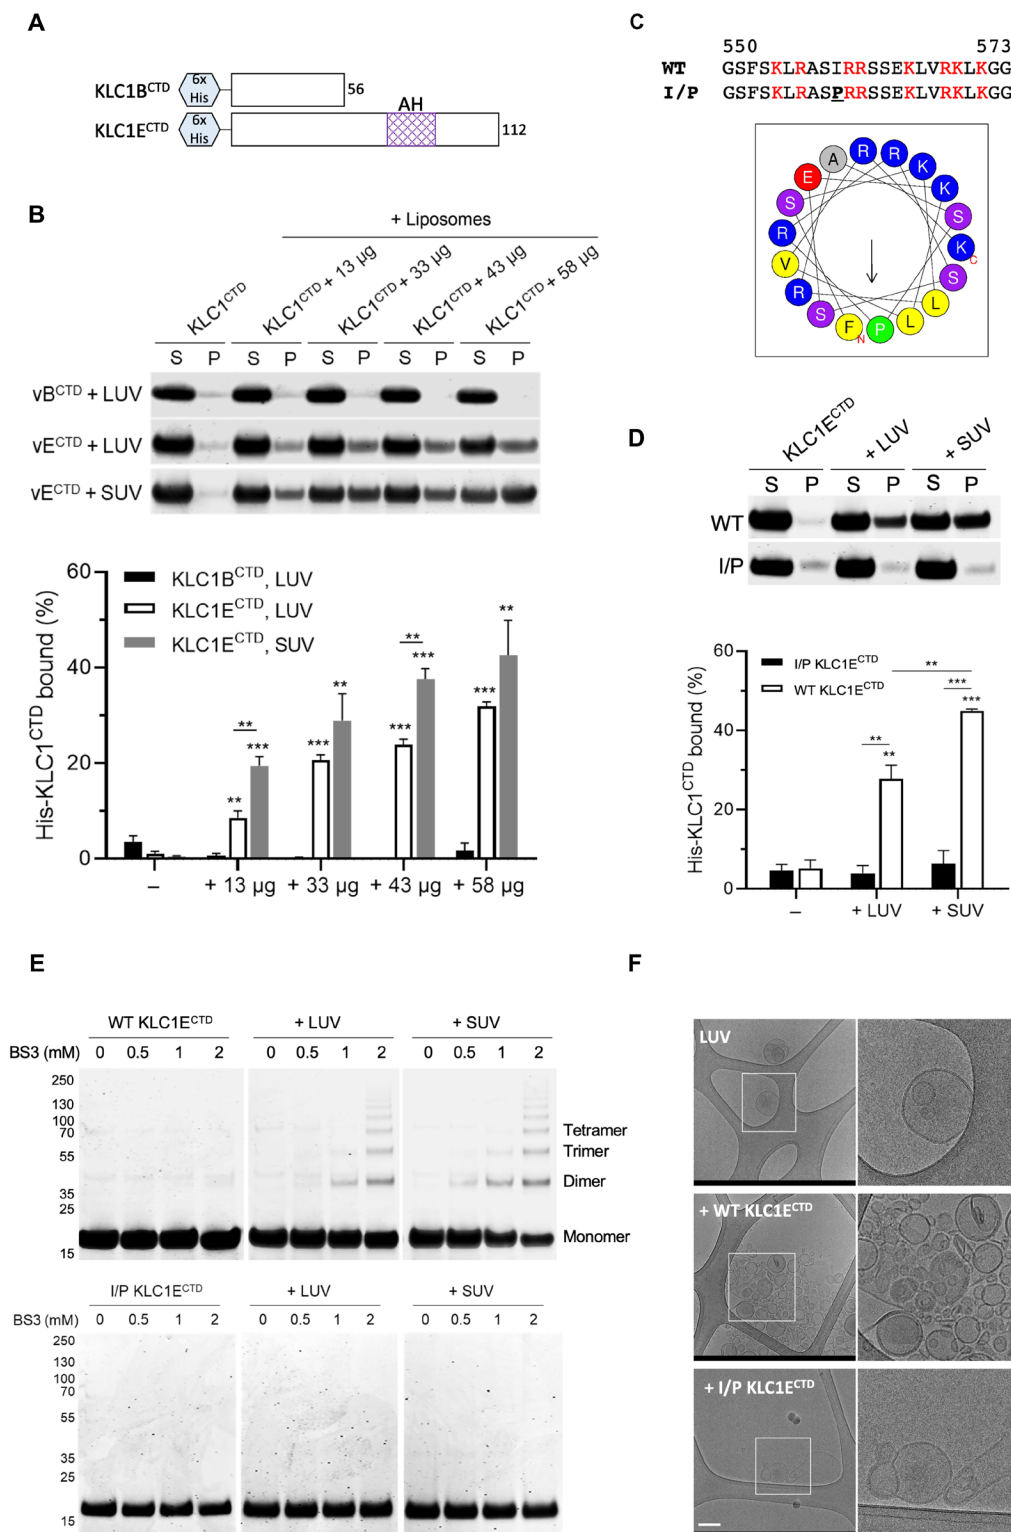 A
KLC1B^CTD 6x His 56
AH
KLC1E^CTD 6x His 112
C
550 573
WT GSFSKLRASIRRSSEKLVRKLKGG
I/P GSFSKLRASPRRSSEKLVRKLKGG
A R R K K S K C S L L P F N S R V R S E
B
+ Liposomes
KLC1^CTD KLC1^CTD + 13 µg KLC1^CTD + 33 µg KLC1^CTD + 43 µg KLC1^CTD + 58 µg
S P S P S P S P S P
vB^CTD + LUV
vE^CTD + LUV
vE^CTD + SUV
His-KLC1^CTD bound (%)
60
40
20
0
KLC1B^CTD, LUV
KLC1E^CTD, LUV
KLC1E^CTD, SUV
** ** *** *** ** *** ** *** *** **
– + 13 µg + 33 µg + 43 µg + 58 µg
D
KLC1E^CTD + LUV + SUV
S P S P S P
WT
I/P
His-KLC1^CTD bound (%)
60
40
20
0
I/P KLC1E^CTD
WT KLC1E^CTD
**
*** ***
** **
– + LUV + SUV
E
WT KLC1E^CTD + LUV + SUV
BS3 (mM) 0 0.5 1 2 0 0.5 1 2 0 0.5 1 2
250
130
100
70 Tetramer
55 Trimer
35 Dimer
25
15 Monomer
I/P KLC1E^CTD + LUV + SUV
BS3 (mM) 0 0.5 1 2 0 0.5 1 2 0 0.5 1 2
250
130
100
70
55
35
25
15
F
LUV
+ WT KLC1E^CTD
+ I/P KLC1E^CTD